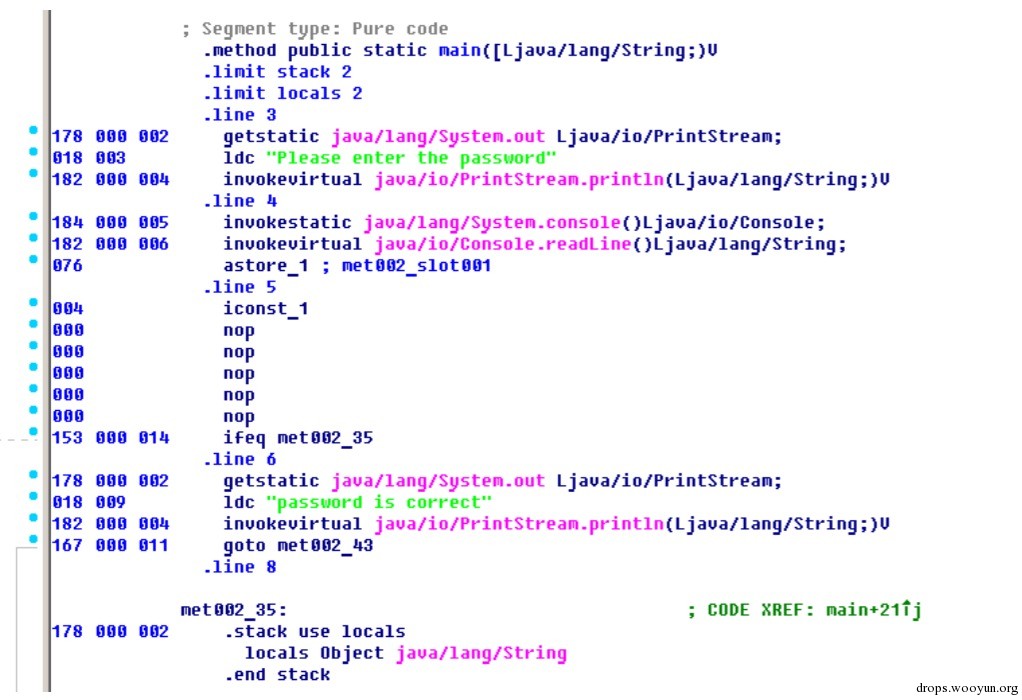 ; Segment type: Pure code
.method public static main([Ljava/lang/String;)V
.limit stack 2
.limit locals 2
.line 3
178 000 002 getstatic java/lang/System.out Ljava/io/PrintStream;
018 003 ldc "Please enter the password"
182 000 004 invokevirtual java/io/PrintStream.println(Ljava/lang/String;)V
.line 4
184 000 005 invokestatic java/lang/System.console()Ljava/io/Console;
182 000 006 invokevirtual java/io/Console.readLine()Ljava/lang/String;
076 astore_1 ; met002_slot001
.line 5
004 iconst_1
000 nop
000 nop
000 nop
000 nop
000 nop
153 000 014 ifeq met002_35
.line 6
178 000 002 getstatic java/lang/System.out Ljava/io/PrintStream;
018 009 ldc "password is correct"
182 000 004 invokevirtual java/io/PrintStream.println(Ljava/lang/String;)V
167 000 011 goto met002_43
.line 8
met002_35: ; CODE XREF: main+21↑j
178 000 002 .stack use locals
locals Object java/lang/String
.end stack
drops.wooyun.org